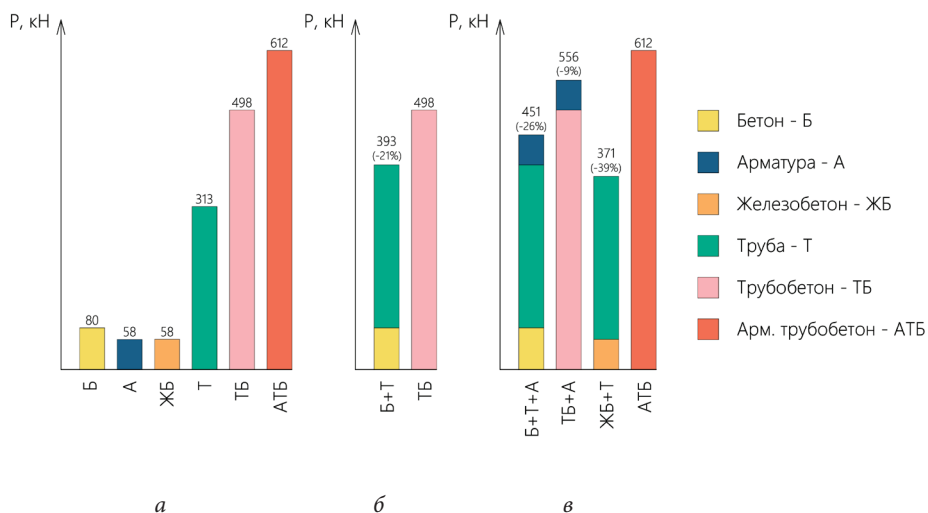 P, кН
80
58
58
313
498
612
Б
А
ЖБ
Т
ТБ
АТБ
а
P, кН
393
(-21%)
498
Б+Т
ТБ
б
P, кН
451
(-26%)
556
(-9%)
371
(-39%)
612
Б+Т+А
ТБ+А
ЖБ+Т
АТБ
в
Бетон - Б
Арматура - А
Железобетон - ЖБ
Труба - Т
Трубобетон - ТБ
Арм. трубобетон - АТБ